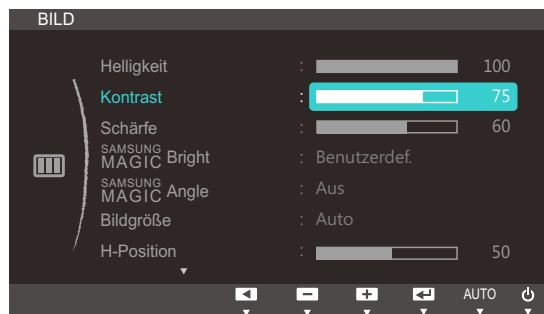 BILD
Helligkeit : 100
Kontrast : 75
Schärfe : 60
SAMSUNG MAGIC Bright : Benutzerdef.
SAMSUNG MAGIC Angle : Aus
Bildgröße : Auto
H-Position : 50
AUTO